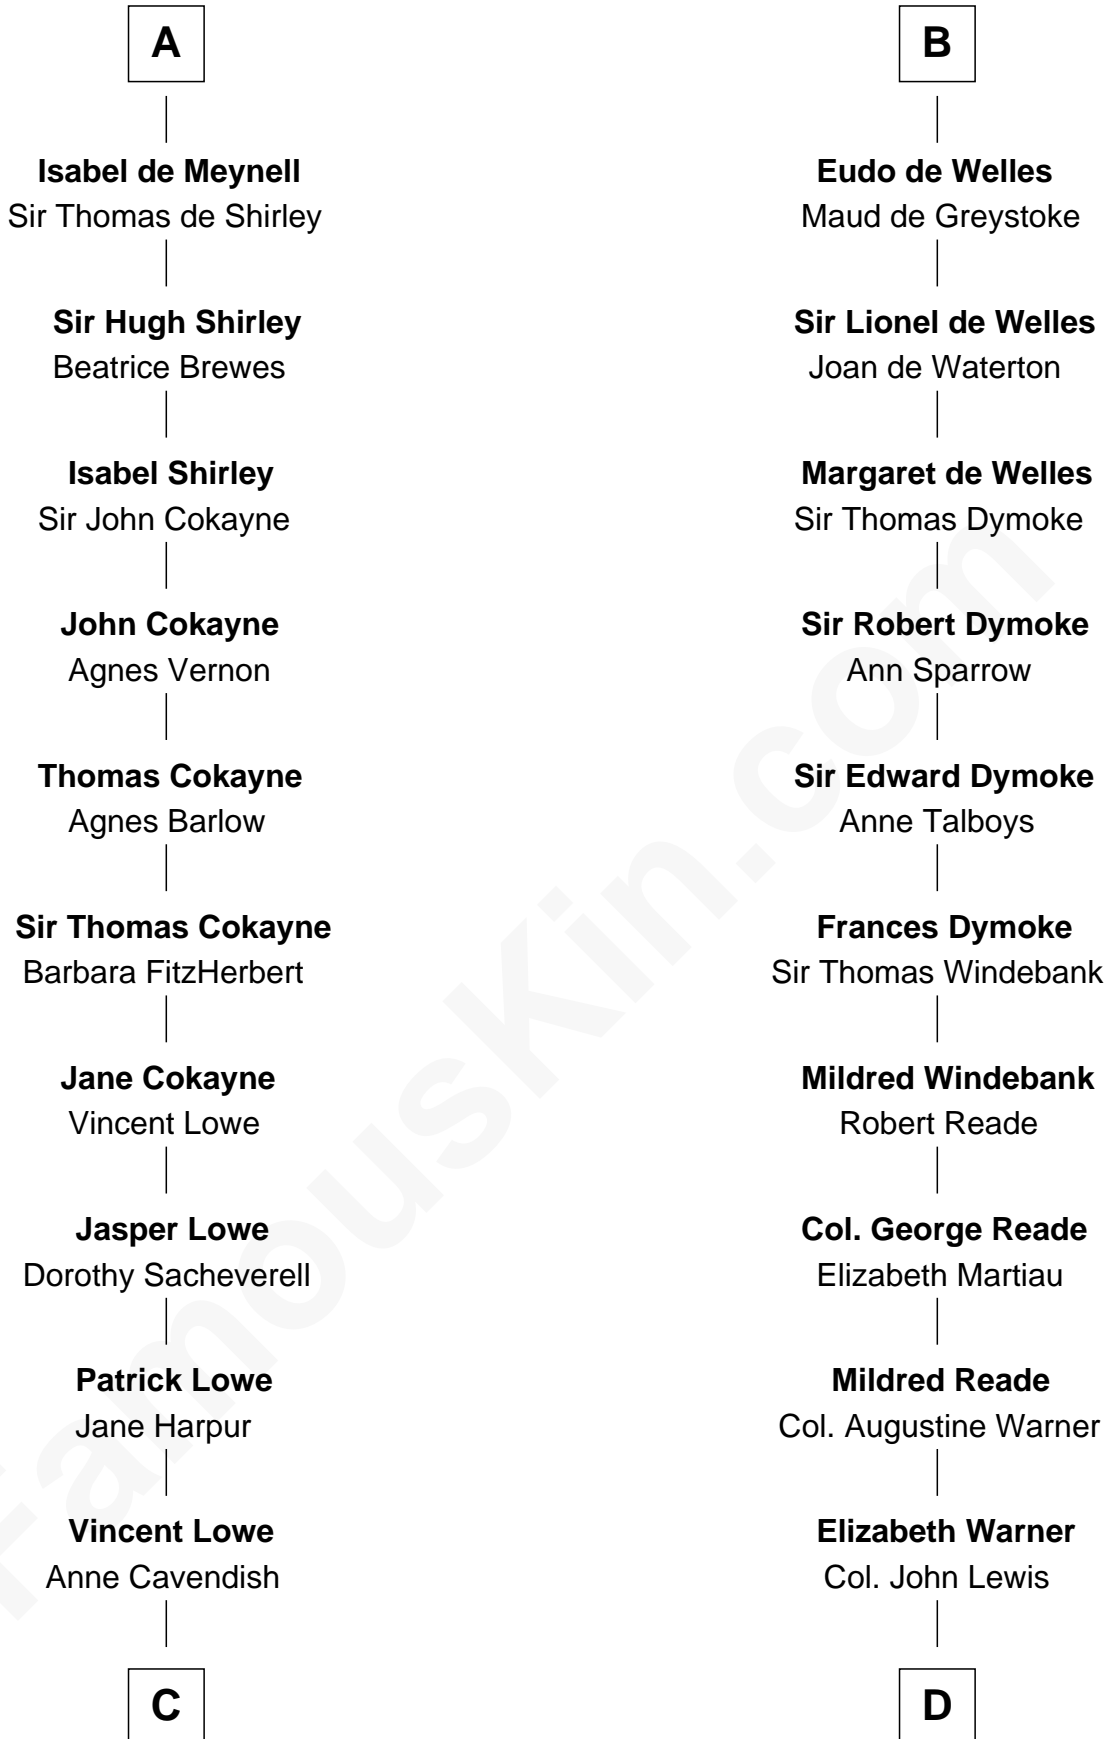 A
Isabel de Meynell
Sir Thomas de Shirley
Sir Hugh Shirley
Beatrice Brewes
Isabel Shirley
Sir John Cokayne
John Cokayne
Agnes Vernon
Thomas Cokayne
Agnes Barlow
Sir Thomas Cokayne
Barbara FitzHerbert
Jane Cokayne
Vincent Lowe
Jasper Lowe
Dorothy Sacheverell
Patrick Lowe
Jane Harpur
Vincent Lowe
Anne Cavendish
C
B
Eudo de Welles
Maud de Greystoke
Sir Lionel de Welles
Joan de Waterton
Margaret de Welles
Sir Thomas Dymoke
Sir Robert Dymoke
Ann Sparrow
Sir Edward Dymoke
Anne Talboys
Frances Dymoke
Sir Thomas Windebank
Mildred Windebank
Robert Reade
Col. George Reade
Elizabeth Martiau
Mildred Reade
Col. Augustine Warner
Elizabeth Warner
Col. John Lewis
D
FamousKin.com